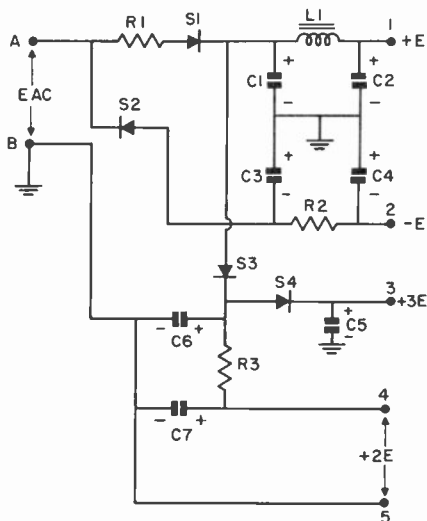 A
R1
S1
L1
1
+E
+
+
EAC
C1
C2
-
-
S2
B
+
+
C3
C4
-
-
R2
2
-E
S3
S4
3
+3E
- +
C6
+
C5
-
R3
4
- +
C7
+2E
5